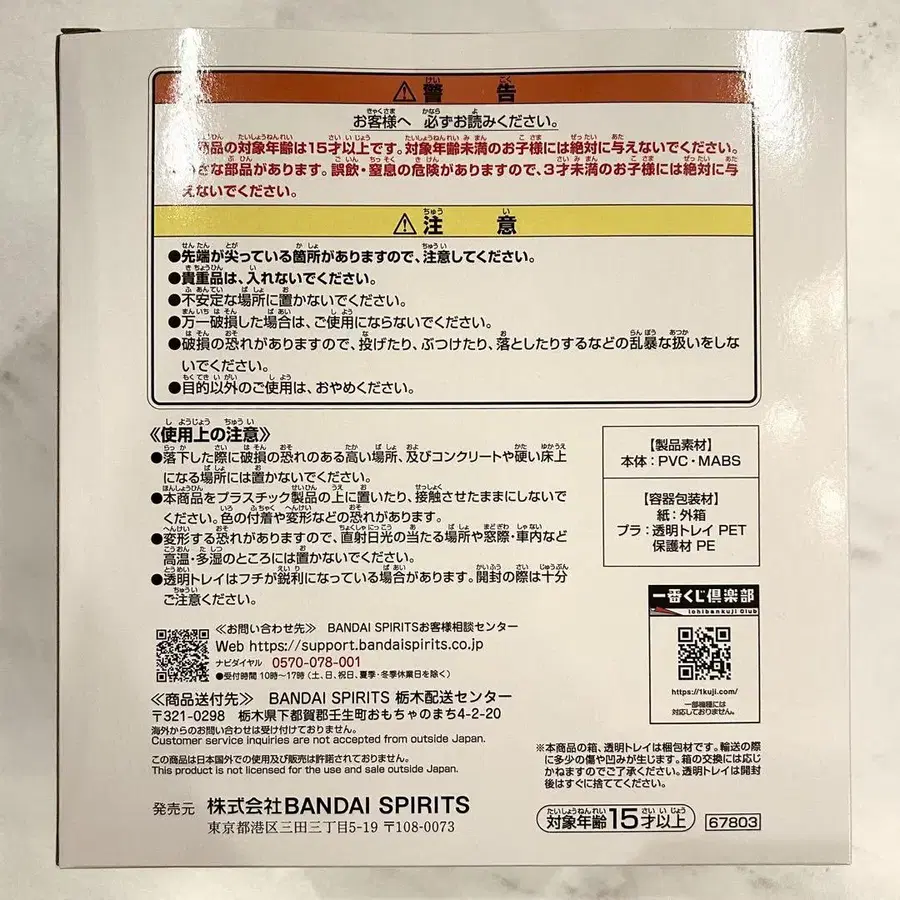 ⚠警告
お客様へ 必ずお読みください。
商品の対象年齢は15才以上です。対象年齢未満のお子様には絶対に与えないでください。
さな部品があります。誤飲・窒息の危険がありますので、3才未満のお子様には絶対に与
えないでください。
⚠注意
●先端が尖っている箇所がありますので、注意してください。
●貴重品は、入れないでください。
●不安定な場所に置かないでください。
●万一破損した場合は、ご使用にならないでください。
●破損の恐れがありますので、投げたり、ぶつけたり、落としたりするなどの乱暴な扱いをしな
いでください。
●目的以外のご使用は、おやめください。
《使用上の注意》
●落下した際に破損の恐れのある高い場所、及びコンクリートや硬い床上
になる場所には置かないでください。
●本商品をプラスチック製品の上に置いたり、接触させたままにしないで
ください。色の付着や変形などの恐れがあります。
●変形する恐れがありますので、直射日光の当たる場所や窓際・車内など
高温・多湿のところには置かないでください。
●透明トレイはフチが鋭利になっている場合があります。開封の際は十分
ご注意ください。
【製品素材】
本体:PVC・MABS
【容器包装材】
紙:外箱
プラ:透明トレイ PET
保護材 PE
一番くじ倶楽部
Ichibankuji Club
https://1kuji.com/
一部機種には
対応しておりません。
≪お問い合わせ先≫ BANDAI SPIRITSお客様相談センター
Web https://support.bandaispirits.co.jp
ナビダイヤル 0570-078-001
●受付時間 10時〜17時(土、日、祝日、夏季・冬季休業日を除く)
≪商品送付先≫ BANDAI SPIRITS 栃木配送センター
〒321-0298 栃木県下都賀郡壬生町おもちゃのまち4-2-20
海外からのお問い合わせは受け付けておりません。
Customer service inquiries are not accepted from outside Japan.
この商品は日本国外での使用及び販売は許諾されておりません。
This product is not licensed for the use and sale outside Japan.
※本商品の箱、透明トレイは梱包材です。輸送の際
に多少の傷や凹みが生じます。箱の交換には応じ
かねますのでご了承ください。透明トレイは開封
後はすぐに捨ててください。
発売元 株式会社BANDAI SPIRITS
東京都港区三田三丁目5-19 〒108-0073
対象年齢15才以上
67803